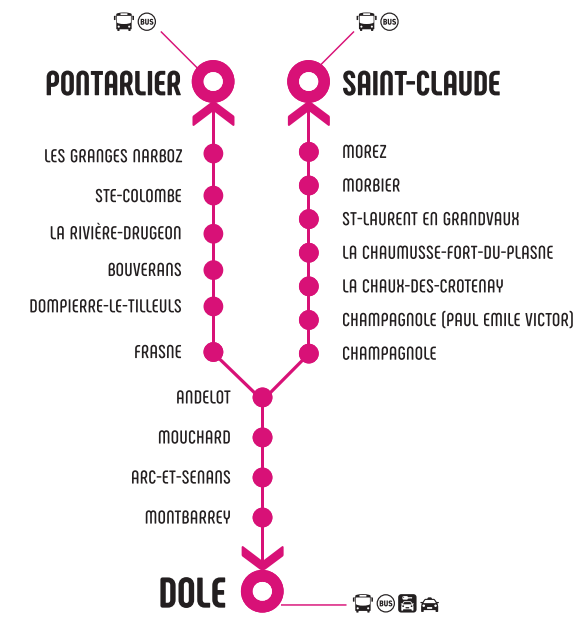 BUS
BUS
PONTARLIER
SAINT-CLAUDE
LES GRANGES NARBOZ
STE-COLOMBE
LA RIVIÈRE-DRUGEON
BOUVERANS
DOMPIERRE-LE-TILLEULS
FRASNE
MOREZ
MORBIER
ST-LAURENT EN GRANDVAUX
LA CHAUMUSSE-FORT-DU-PLASNE
LA CHAUX-DES-CROTENAY
CHAMPAGNOLE (PAUL EMILE VICTOR)
CHAMPAGNOLE
ANDELOT
MOUCHARD
ARC-ET-SENANS
MONTBARREY
DOLE
BUS